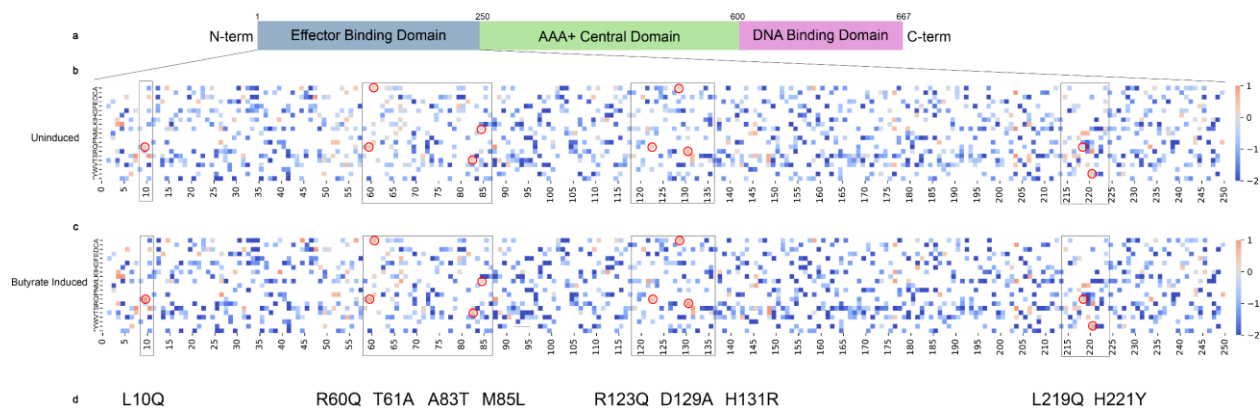 1 250 600 667
a N-term Effector Binding Domain AAA+ Central Domain DNA Binding Domain C-term
b
Uninduced
YWVTSRQPNMLKIHGFEDCA
1 0 −1 −2
0 5 10 15 20 25 30 35 40 45 50 55 60 65 70 75 80 85 90 95 100 105 110 115 120 125 130 135 140 145 150 155 160 165 170 175 180 185 190 195 200 205 210 215 220 225 230 235 240 245 250
c
Butyrate Induced
YWVTSRQPNMLKIHGFEDCA
1 0 −1 −2
0 5 10 15 20 25 30 35 40 45 50 55 60 65 70 75 80 85 90 95 100 105 110 115 120 125 130 135 140 145 150 155 160 165 170 175 180 185 190 195 200 205 210 215 220 225 230 235 240 245 250
d L10Q R60Q T61A A83T M85L R123Q D129A H131R L219Q H221Y